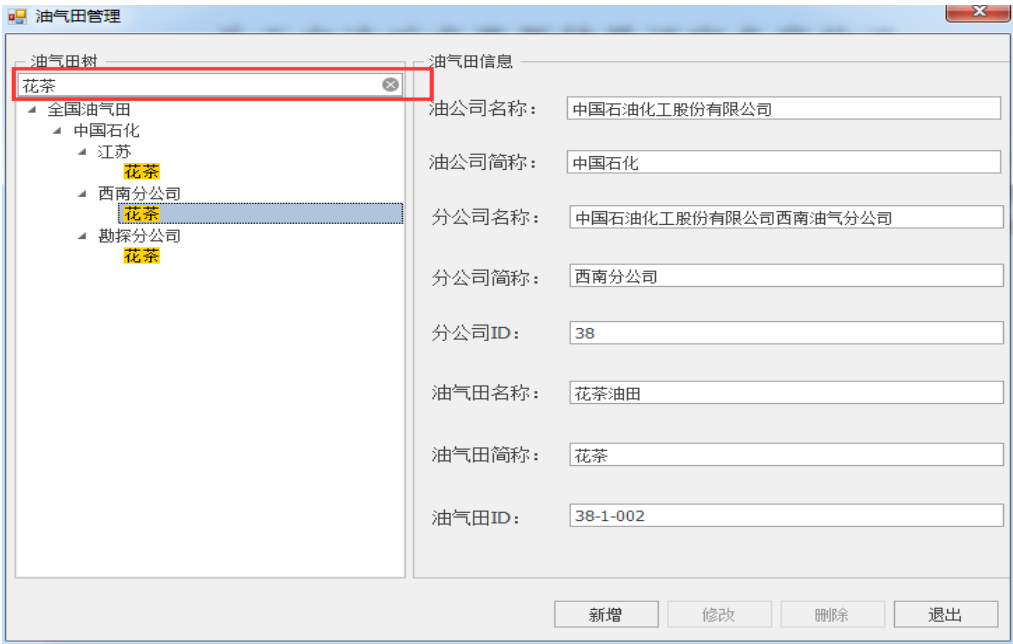 油气田管理
油气田树
花茶
全国油气田
中国石化
江苏
花茶
西南分公司
花茶
勘探分公司
花茶
油气田信息
油公司名称： 中国石油化工股份有限公司
油公司简称： 中国石化
分公司名称： 中国石油化工股份有限公司西南油气分公司
分公司简称： 西南分公司
分公司ID： 38
油气田名称： 花茶油田
油气田简称： 花茶
油气田ID： 38-1-002
新增 修改 删除 退出